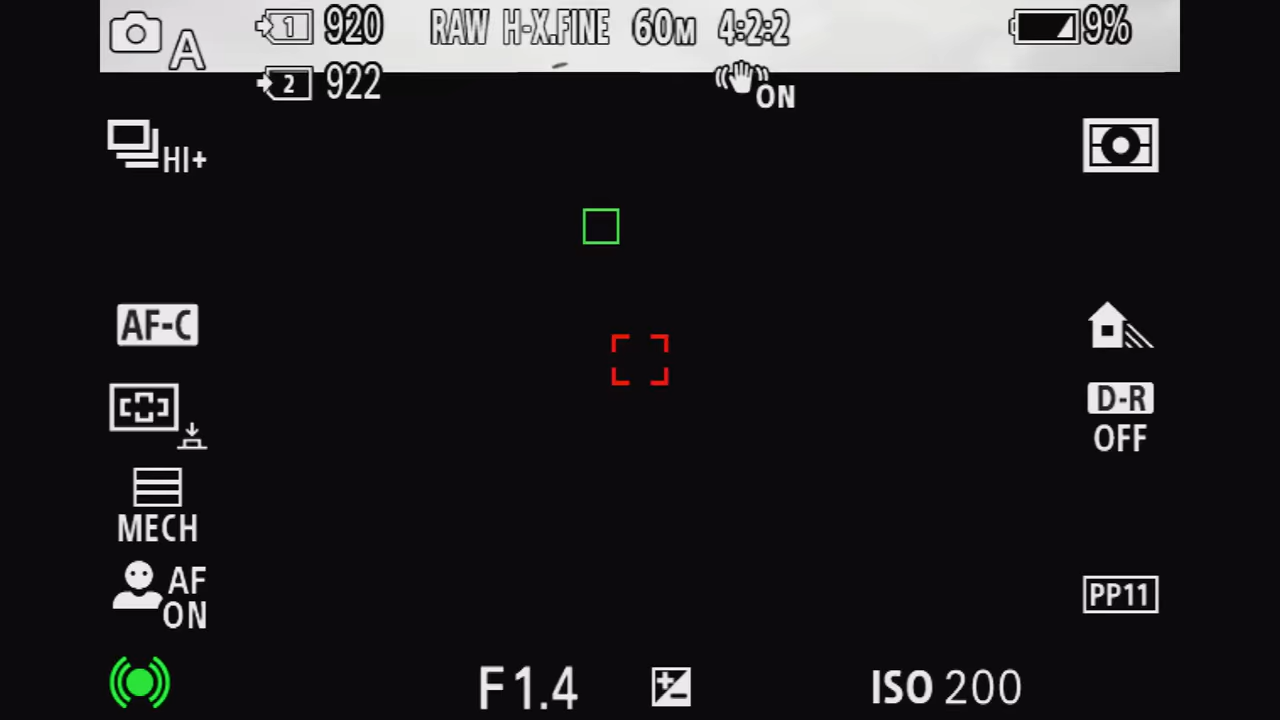 A 1 920 RAW H-X.FINE 60M 4:2:2 9%
2 922 ON
HI+
AF-C
D-R
OFF
MECH
AF
ON
PP11
F1.4 ISO 200